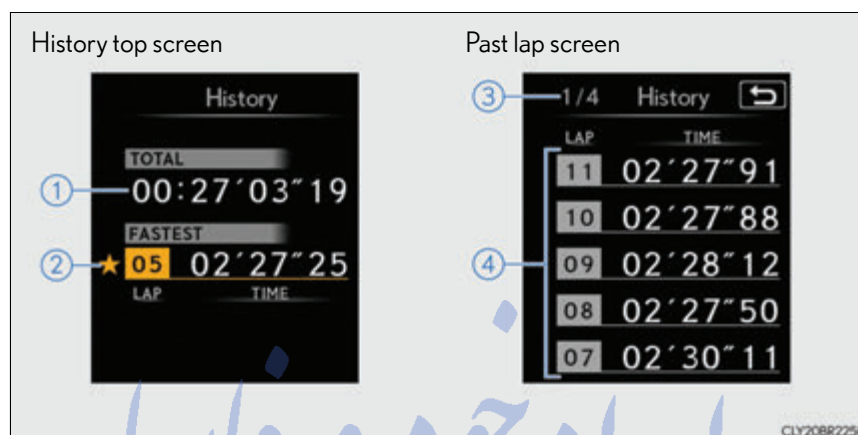 History top screen
History
TOTAL
00:27′03″19
FASTEST
★ 05 02′27″25
LAP TIME
1
2
Past lap screen
3
1/4 History
LAP TIME
11 02′27″91
10 02′27″88
09 02′28″12
08 02′27″50
07 02′30″11
4
CLY20BR225